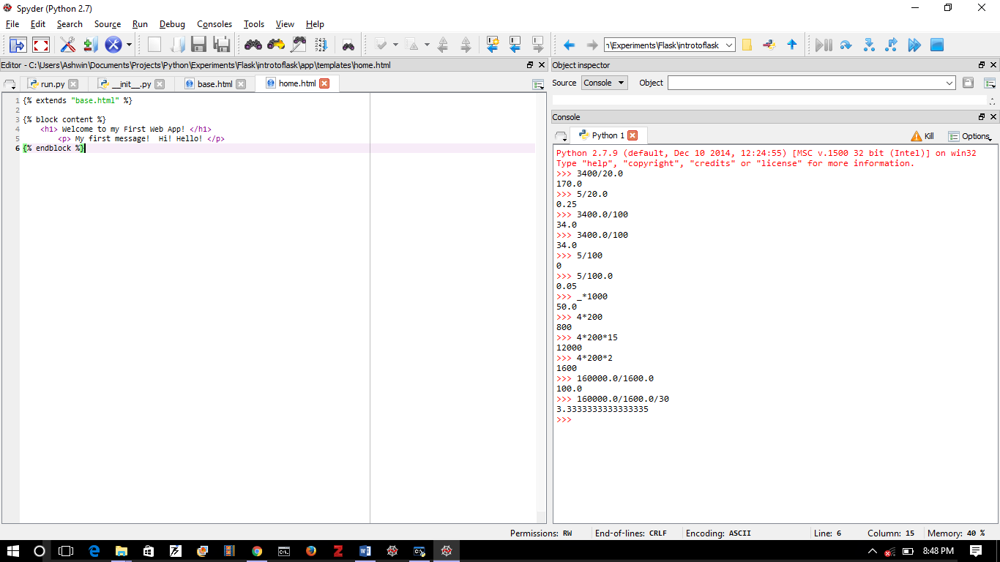 Spyder (Python 2.7)
File Edit Search Source Run Debug Consoles Tools View Help
n\Experiments\Flask\introtoflask
Editor - C:\Users\Ashwin\Documents\Projects\Python\Experiments\Flask\introtoflask\app\templates\home.html
run.py __init__.py base.html home.html
1 {% extends "base.html" %}
2
3 {% block content %}
4 <h1> Welcome to my First Web App! </h1>
5 <p> My first message!  Hi! Hello! </p>
6 {% endblock %}
Object inspector
Source Console Object
Console
Python 1 Kill Options
Python 2.7.9 (default, Dec 10 2014, 12:24:55) [MSC v.1500 32 bit (Intel)] on win32
Type "help", "copyright", "credits" or "license" for more information.
>>> 3400/20.0
170.0
>>> 5/20.0
0.25
>>> 3400.0/100
34.0
>>> 3400.0/100
34.0
>>> 5/100
0
>>> 5/100.0
0.05
>>> _*1000
50.0
>>> 4*200
800
>>> 4*200*15
12000
>>> 4*200*2
1600
>>> 160000.0/1600.0
100.0
>>> 160000.0/1600.0/30
3.3333333333333335
>>>
Permissions: RW End-of-lines: CRLF Encoding: ASCII Line: 6 Column: 15 Memory: 40 %
8:48 PM